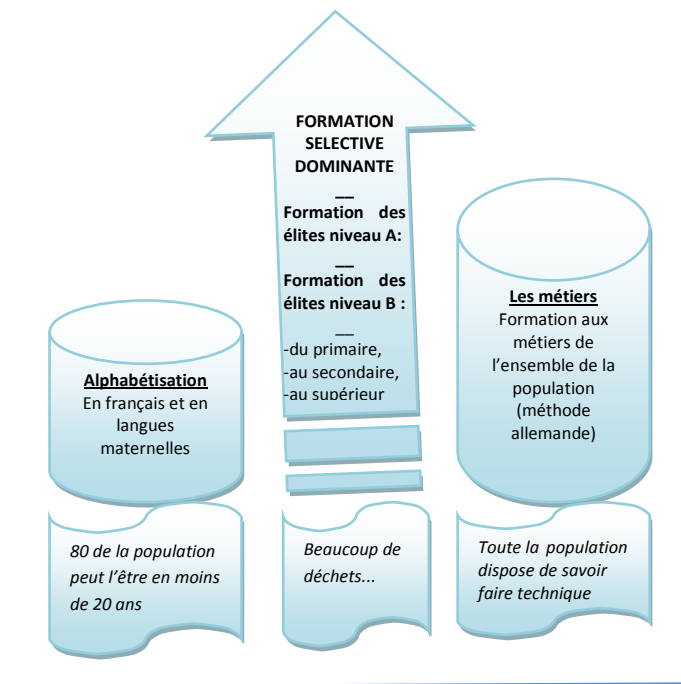 FORMATION
SELECTIVE
DOMINANTE
__
Formation des
élites niveau A:
__
Formation des
élites niveau B :
__
-du primaire,
-au secondaire,
-au supérieur
Alphabétisation
En français et en
langues
maternelles
Les métiers
Formation aux
métiers de
l’ensemble de la
population
(méthode
allemande)
80 de la population
peut l’être en moins
de 20 ans
Beaucoup de
déchets...
Toute la population
dispose de savoir
faire technique